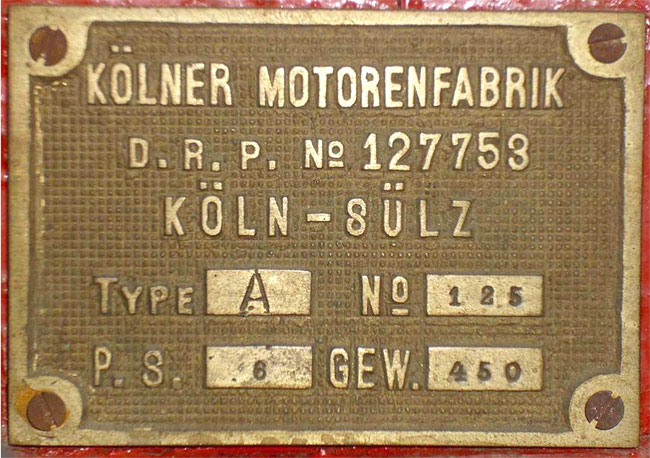 KÖLNER MOTORENFABRIK
D.R.P. No 127753
KÖLN-SÜLZ
TYPE A No 125
P.S. 6 GEW. 450